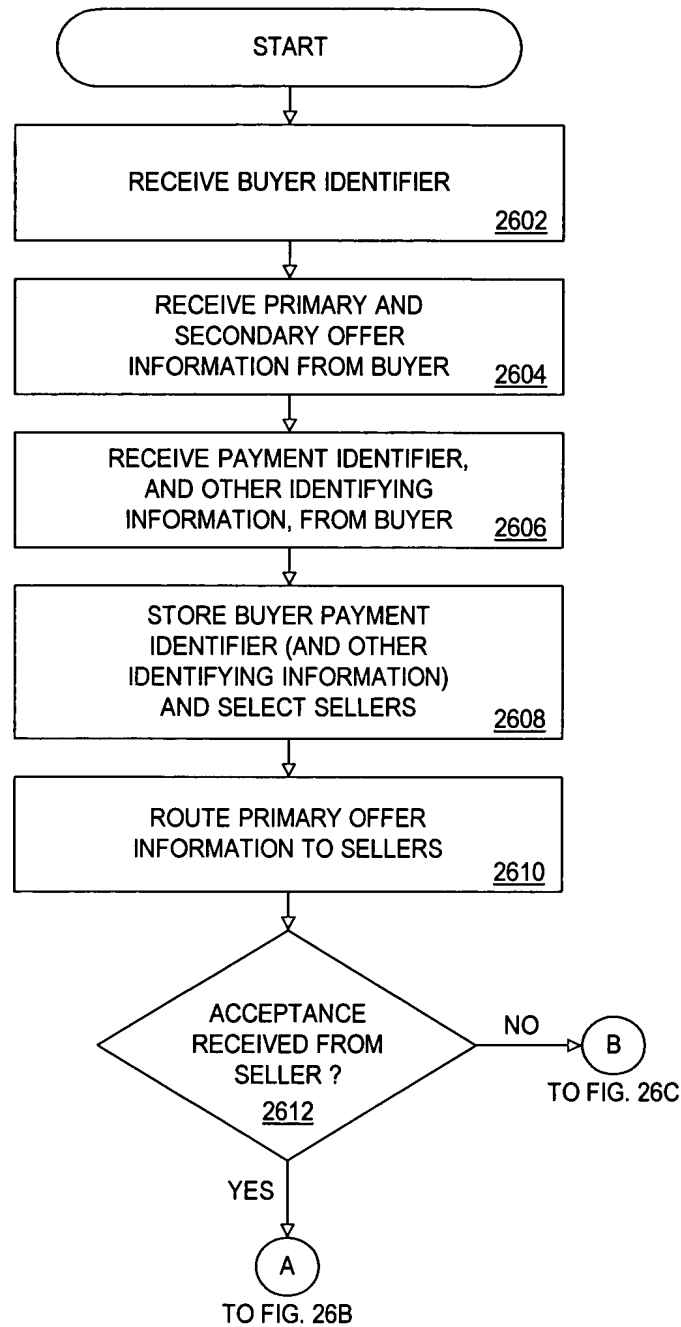 START
RECEIVE BUYER IDENTIFIER
2602
RECEIVE PRIMARY AND
SECONDARY OFFER
INFORMATION FROM BUYER
2604
RECEIVE PAYMENT IDENTIFIER,
AND OTHER IDENTIFYING
INFORMATION, FROM BUYER
2606
STORE BUYER PAYMENT
IDENTIFIER (AND OTHER
IDENTIFYING INFORMATION)
AND SELECT SELLERS
2608
ROUTE PRIMARY OFFER
INFORMATION TO SELLERS
2610
ACCEPTANCE
RECEIVED FROM
SELLER ?
2612
NO
B
TO FIG. 26C
YES
A
TO FIG. 26B